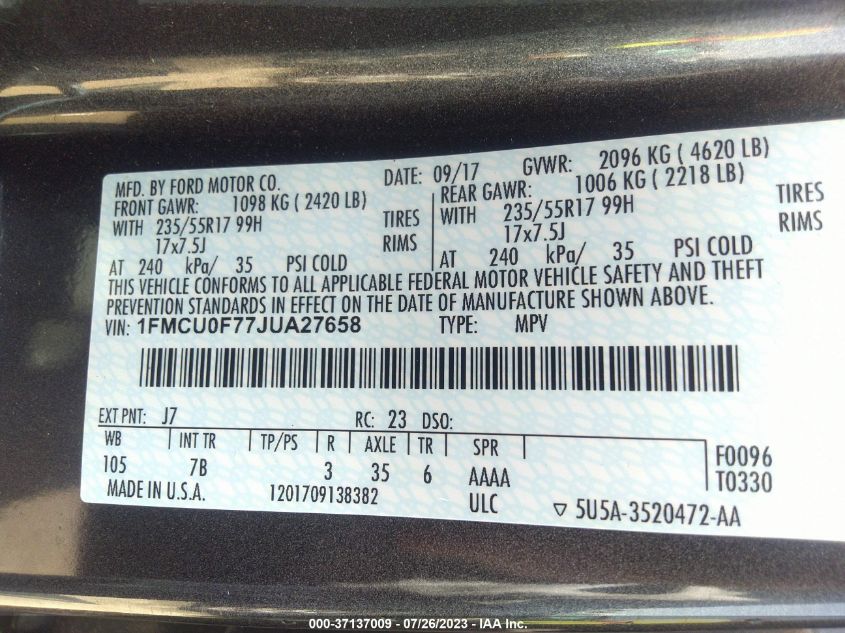 MFD. BY FORD MOTOR CO. DATE: 09/17 GVWR: 2096 KG ( 4620 LB)
FRONT GAWR: 1098 KG ( 2420 LB) REAR GAWR: 1006 KG ( 2218 LB)
WITH 235/55R17 99H TIRES WITH 235/55R17 99H TIRES
17x7.5J RIMS 17x7.5J RIMS
AT 240 kPa/ 35 PSI COLD AT 240 kPa/ 35 PSI COLD
THIS VEHICLE CONFORMS TO ALL APPLICABLE FEDERAL MOTOR VEHICLE SAFETY AND THEFT
PREVENTION STANDARDS IN EFFECT ON THE DATE OF MANUFACTURE SHOWN ABOVE.
VIN: 1FMCU0F77JUA27658 TYPE: MPV
EXT PNT: J7 RC: 23 DSO:
WB INT TR TP/PS R AXLE TR SPR F0096
105 7B 3 35 6 AAAA T0330
MADE IN U.S.A. 1201709138382 ULC ▽ 5U5A-3520472-AA
000-37137009 / 07/26/2023 / IAA Inc.